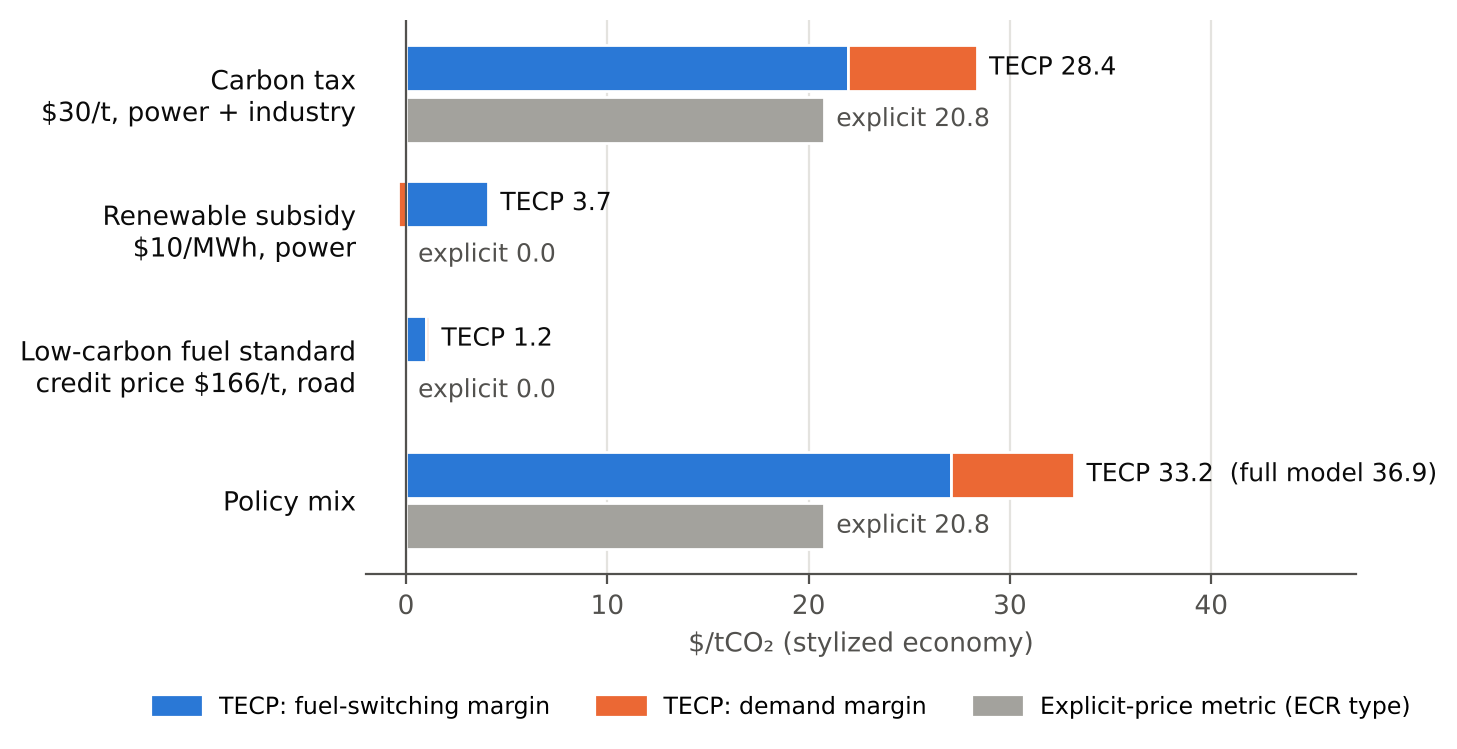 Carbon tax
$30/t, power + industry
TECP 28.4
explicit 20.8
Renewable subsidy
$10/MWh, power
TECP 3.7
explicit 0.0
Low-carbon fuel standard
credit price $166/t, road
TECP 1.2
explicit 0.0
Policy mix
TECP 33.2 (full model 36.9)
explicit 20.8
0 10 20 30 40
$/tCO₂ (stylized economy)
TECP: fuel-switching margin TECP: demand margin Explicit-price metric (ECR type)